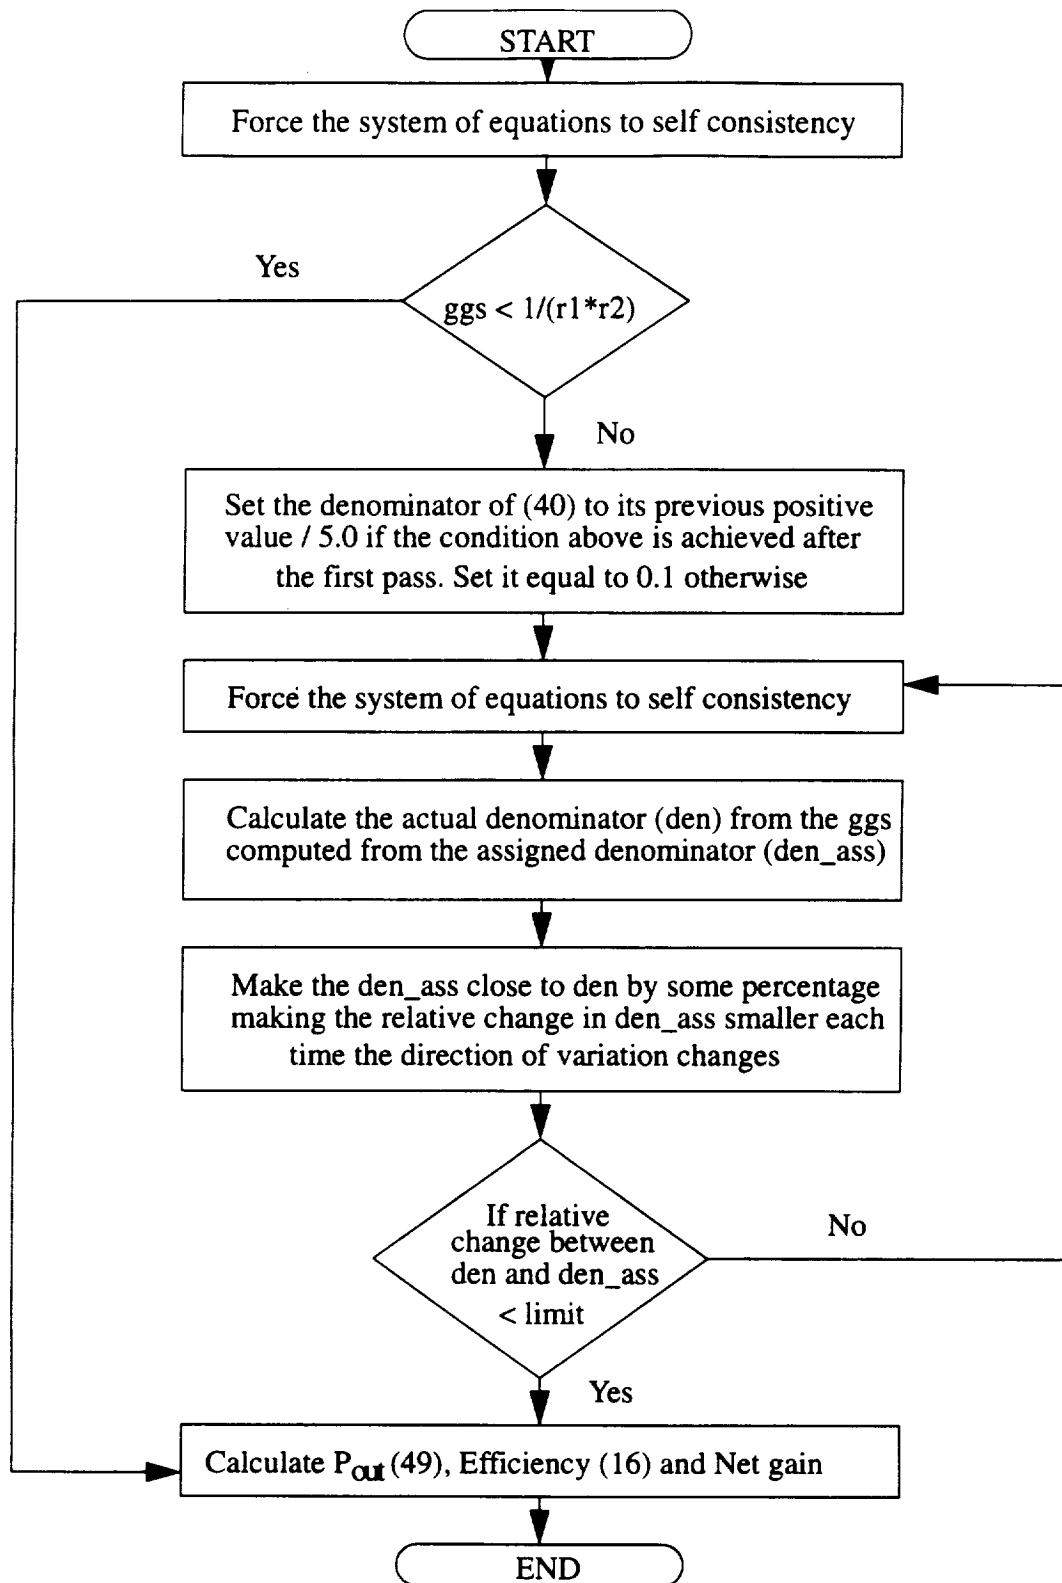 START
Force the system of equations to self consistency
Yes
ggs < 1/(r1*r2)
No
Set the denominator of (40) to its previous positive
value / 5.0 if the condition above is achieved after
the first pass. Set it equal to 0.1 otherwise
Force the system of equations to self consistency
Calculate the actual denominator (den) from the ggs
computed from the assigned denominator (den_ass)
Make the den_ass close to den by some percentage
making the relative change in den_ass smaller each
time the direction of variation changes
If relative
change between
den and den_ass
< limit
No
Yes
Calculate Pout (49), Efficiency (16) and Net gain
END